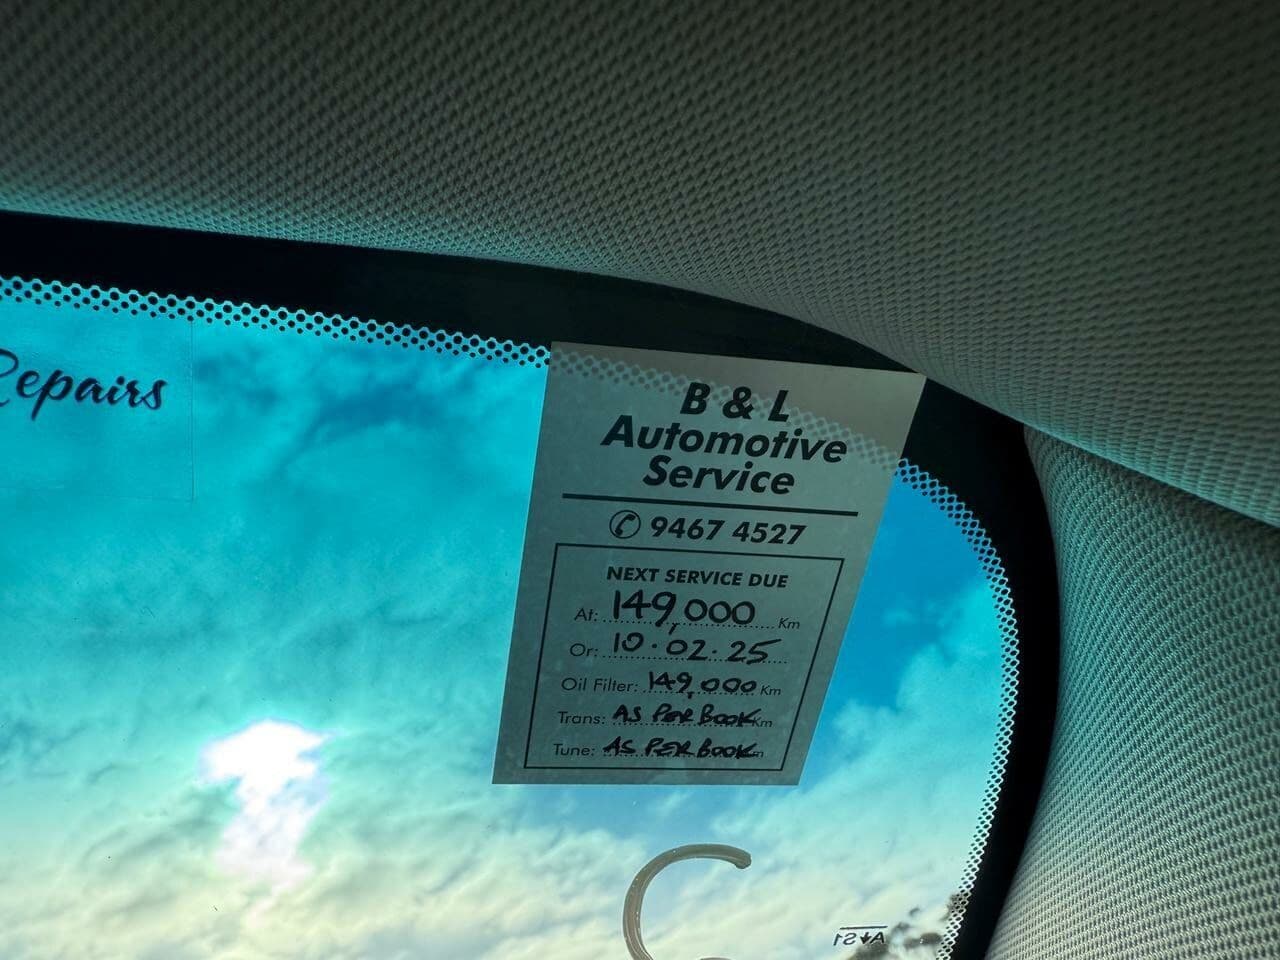 Repairs
B & L
Automotive
Service
9467 4527
NEXT SERVICE DUE
At: 149,000 Km
Or: 10.02.25
Oil Filter: 149,000 Km
Trans: AS PER BOOK Km
Tune: AS PER BOOK
AS1